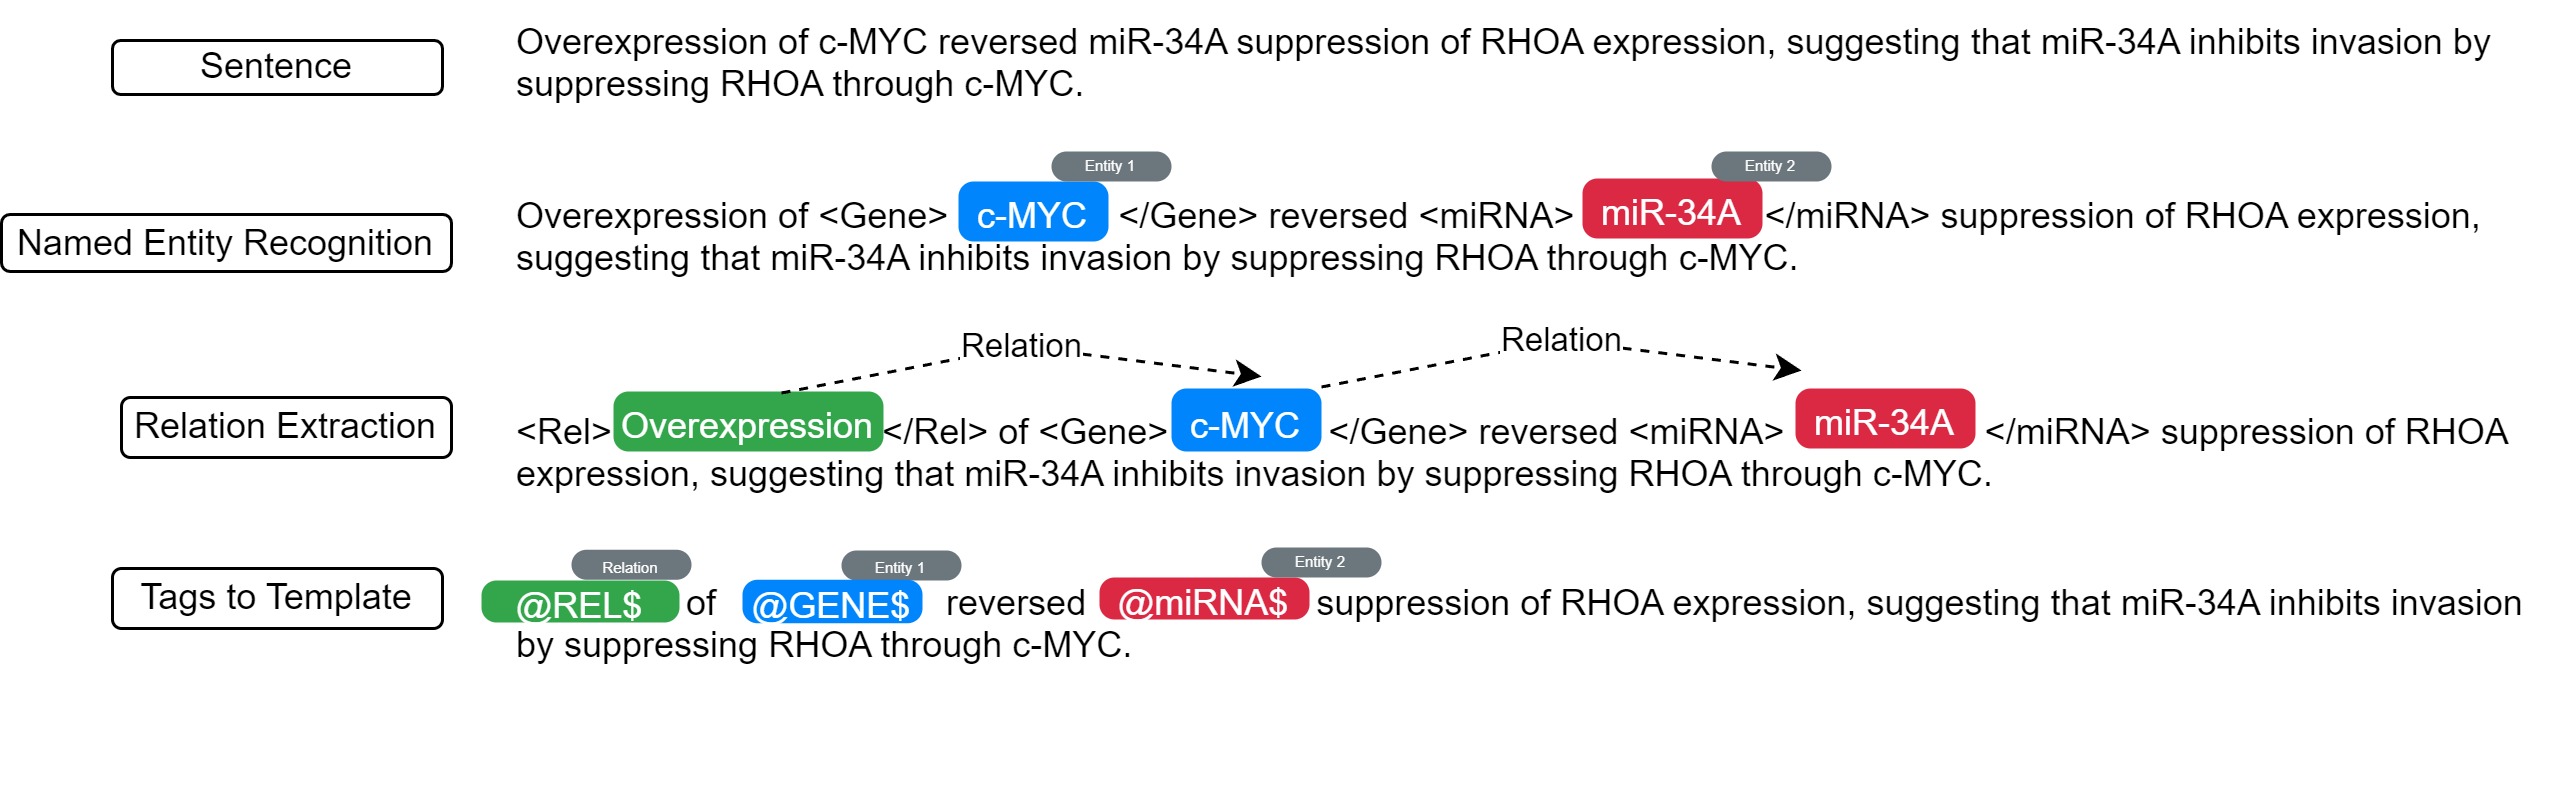 Sentence
Overexpression of c-MYC reversed miR-34A suppression of RHOA expression, suggesting that miR-34A inhibits invasion by
suppressing RHOA through c-MYC.
Entity 1
Entity 2
Named Entity Recognition
Overexpression of <Gene> c-MYC </Gene> reversed <miRNA> miR-34A </miRNA> suppression of RHOA expression,
suggesting that miR-34A inhibits invasion by suppressing RHOA through c-MYC.
Relation
Relation
Relation Extraction
<Rel> Overexpression </Rel> of <Gene> c-MYC </Gene> reversed <miRNA> miR-34A </miRNA> suppression of RHOA
expression, suggesting that miR-34A inhibits invasion by suppressing RHOA through c-MYC.
Relation
Entity 1
Entity 2
Tags to Template
@REL$ of @GENE$ reversed @miRNA$ suppression of RHOA expression, suggesting that miR-34A inhibits invasion
by suppressing RHOA through c-MYC.